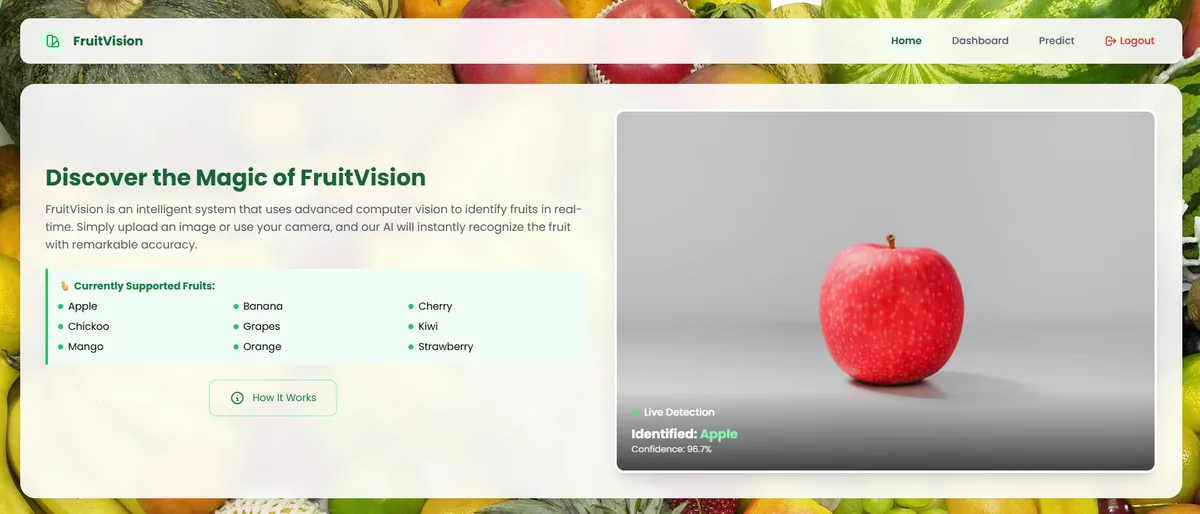 FruitVision
Home
Dashboard
Predict
Logout
Discover the Magic of FruitVision
FruitVision is an intelligent system that uses advanced computer vision to identify fruits in real-
time. Simply upload an image or use your camera, and our AI will instantly recognize the fruit
with remarkable accuracy.
Currently Supported Fruits:
Apple
Banana
Cherry
Chickoo
Grapes
Kiwi
Mango
Orange
Strawberry
How It Works
Live Detection
Identified: Apple
Confidence: 96.7%